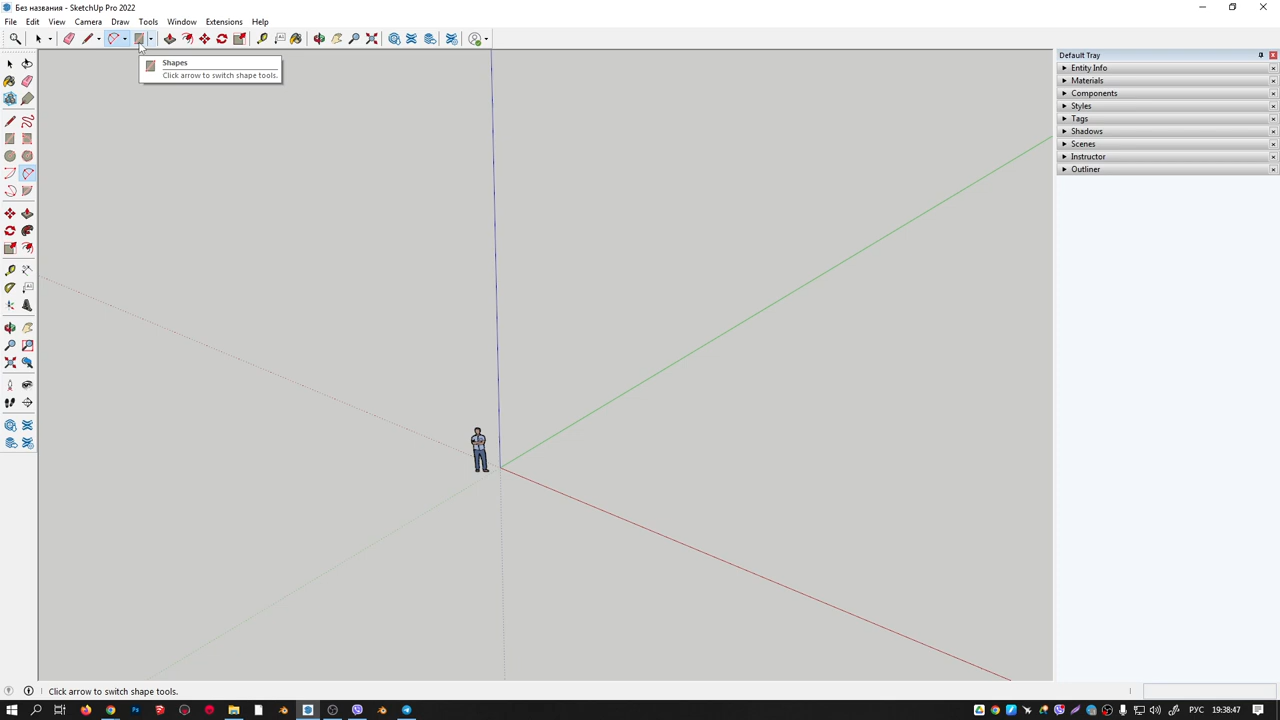 Без названия - SketchUp Pro 2022
File Edit View Camera Draw Tools Window Extensions Help
Shapes
Click arrow to switch shape tools.
Default Tray
Entity Info
Materials
Components
Styles
Tags
Shadows
Scenes
Instructor
Outliner
Click arrow to switch shape tools.
РУС 19:38:47